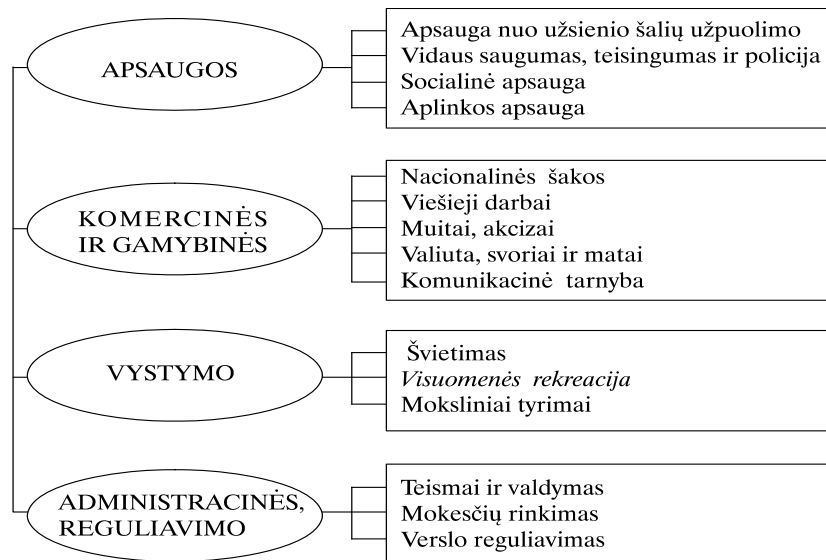 APSAUGOS
Apsauga nuo užsienio šalių užpuolimo
Vidaus saugumas, teisingumas ir policija
Socialinė apsauga
Aplinkos apsauga
KOMERCINĖS
IR GAMYBINĖS
Nacionalinės šakos
Viešieji darbai
Muitai, akcizai
Valiuta, svoriai ir matai
Komunikacinė tarnyba
VYSTYMO
Švietimas
Visuomenės rekreacija
Moksliniai tyrimai
ADMINISTRACINĖS,
REGULIAVIMO
Teismai ir valdymas
Mokesčių rinkimas
Verslo reguliavimas